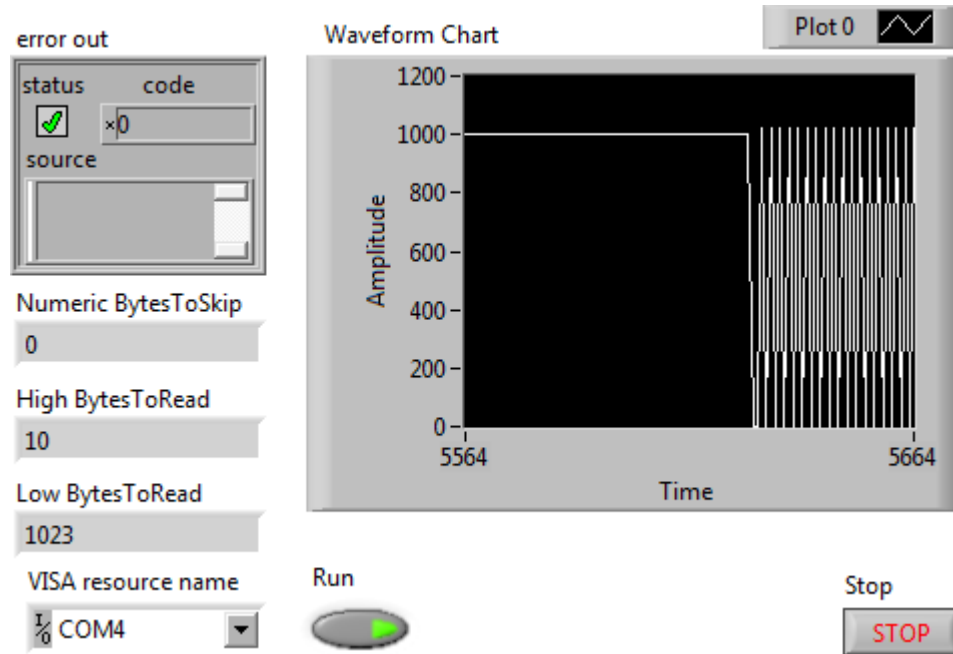 error out
status code
×0
source
Numeric BytesToSkip
0
High BytesToRead
10
Low BytesToRead
1023
VISA resource name
I/O COM4
Waveform Chart
Plot 0
1200
1000
800
600
400
200
0
Amplitude
5564 5664
Time
Run
Stop
STOP